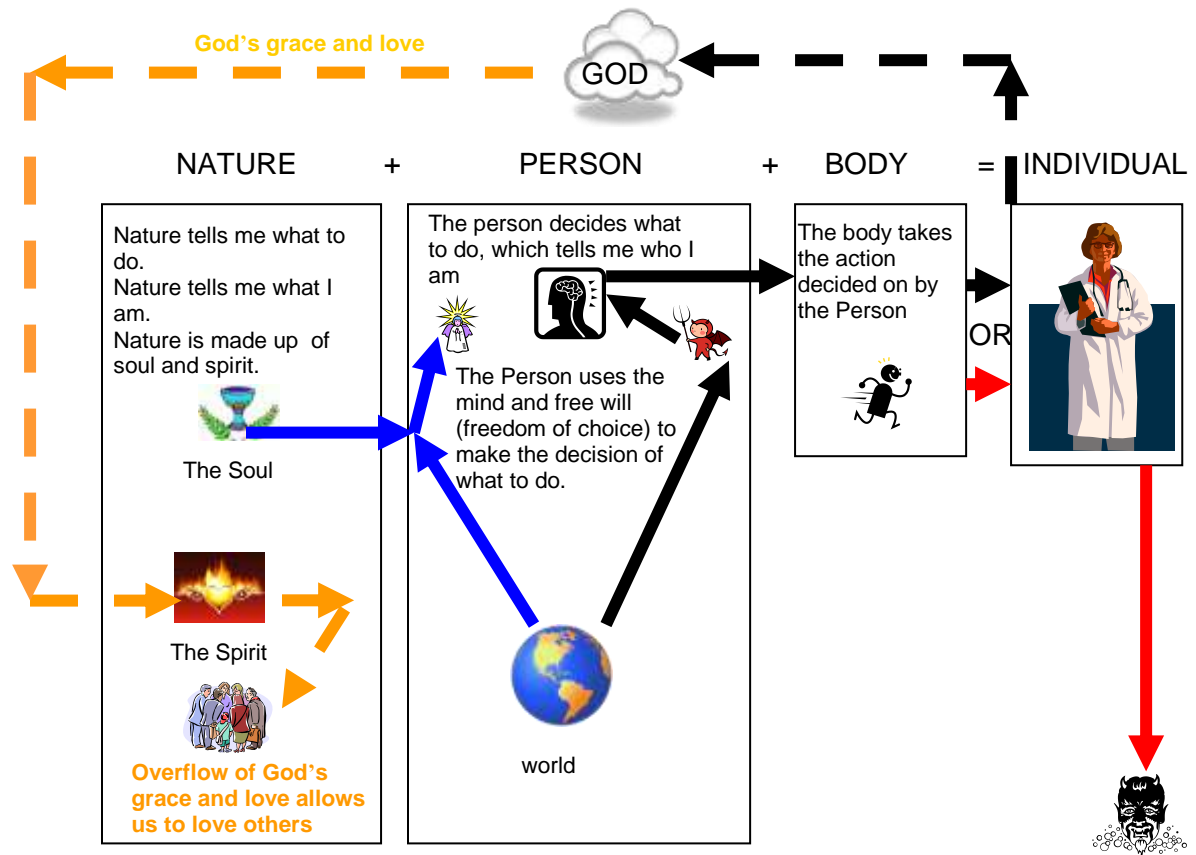 God's grace and love
GOD
NATURE + PERSON + BODY = INDIVIDUAL
Nature tells me what to
do.
Nature tells me what I
am.
Nature is made up of
soul and spirit.
The Soul
The Spirit
Overflow of God's
grace and love allows
us to love others
The person decides what
to do, which tells me who I
am
The Person uses the
mind and free will
(freedom of choice) to
make the decision of
what to do.
world
The body takes
the action
decided on by
the Person
OR